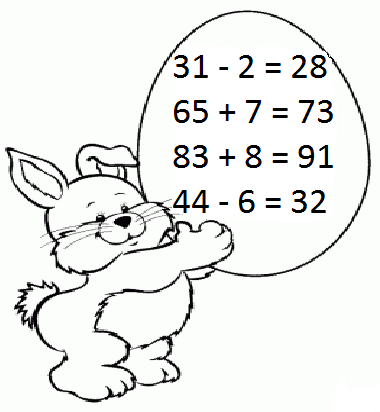 31 - 2 = 28
65 + 7 = 73
83 + 8 = 91
44 - 6 = 32